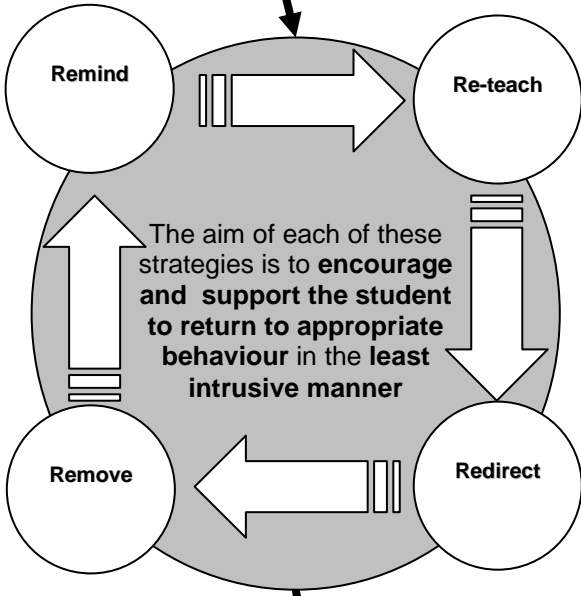 Remind
Re-teach
The aim of each of these
strategies is to encourage
and support the student
to return to appropriate
behaviour in the least
intrusive manner
Remove
Redirect